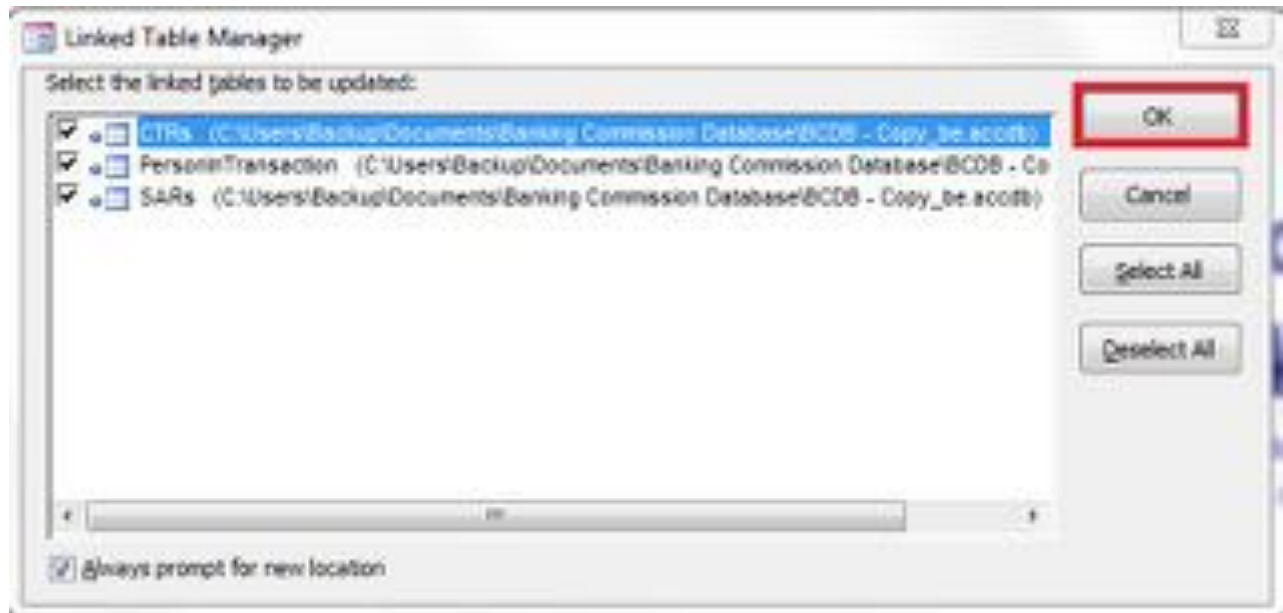 Linked Table Manager
Select the linked tables to be updated:
CTRs (C:\Users\Backup\Documents\Banking Commission Database\BCDB - Copy_be.accdb)
PersonInTransaction (C:\Users\Backup\Documents\Banking Commission Database\BCDB - Co
SARs (C:\Users\Backup\Documents\Banking Commission Database\BCDB - Copy_be.accdb)
OK
Cancel
Select All
Deselect All
Always prompt for new location